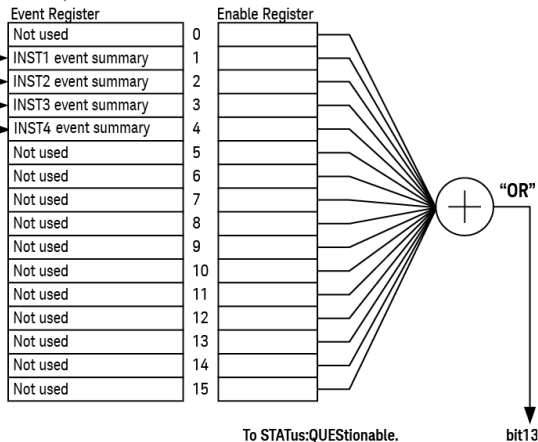 Event Register Enable Register
Not used 0
INST1 event summary 1
INST2 event summary 2
INST3 event summary 3
INST4 event summary 4
Not used 5
Not used 6
Not used 7
Not used 8
Not used 9
Not used 10
Not used 11
Not used 12
Not used 13
Not used 14
Not used 15
“OR”
To STATus:QUEStionable. bit13